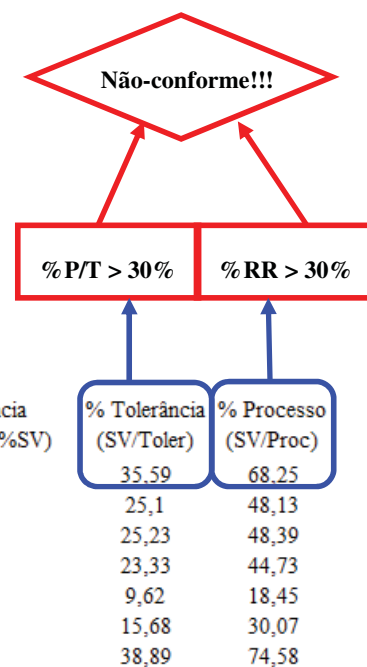 Não-conforme!!!
%P/T > 30% %RR > 30%
cia % Tolerância % Processo
%SV) (SV/Toler) (SV/Proc)
35,59 68,25
25,1 48,13
25,23 48,39
23,33 44,73
9,62 18,45
15,68 30,07
38,89 74,58